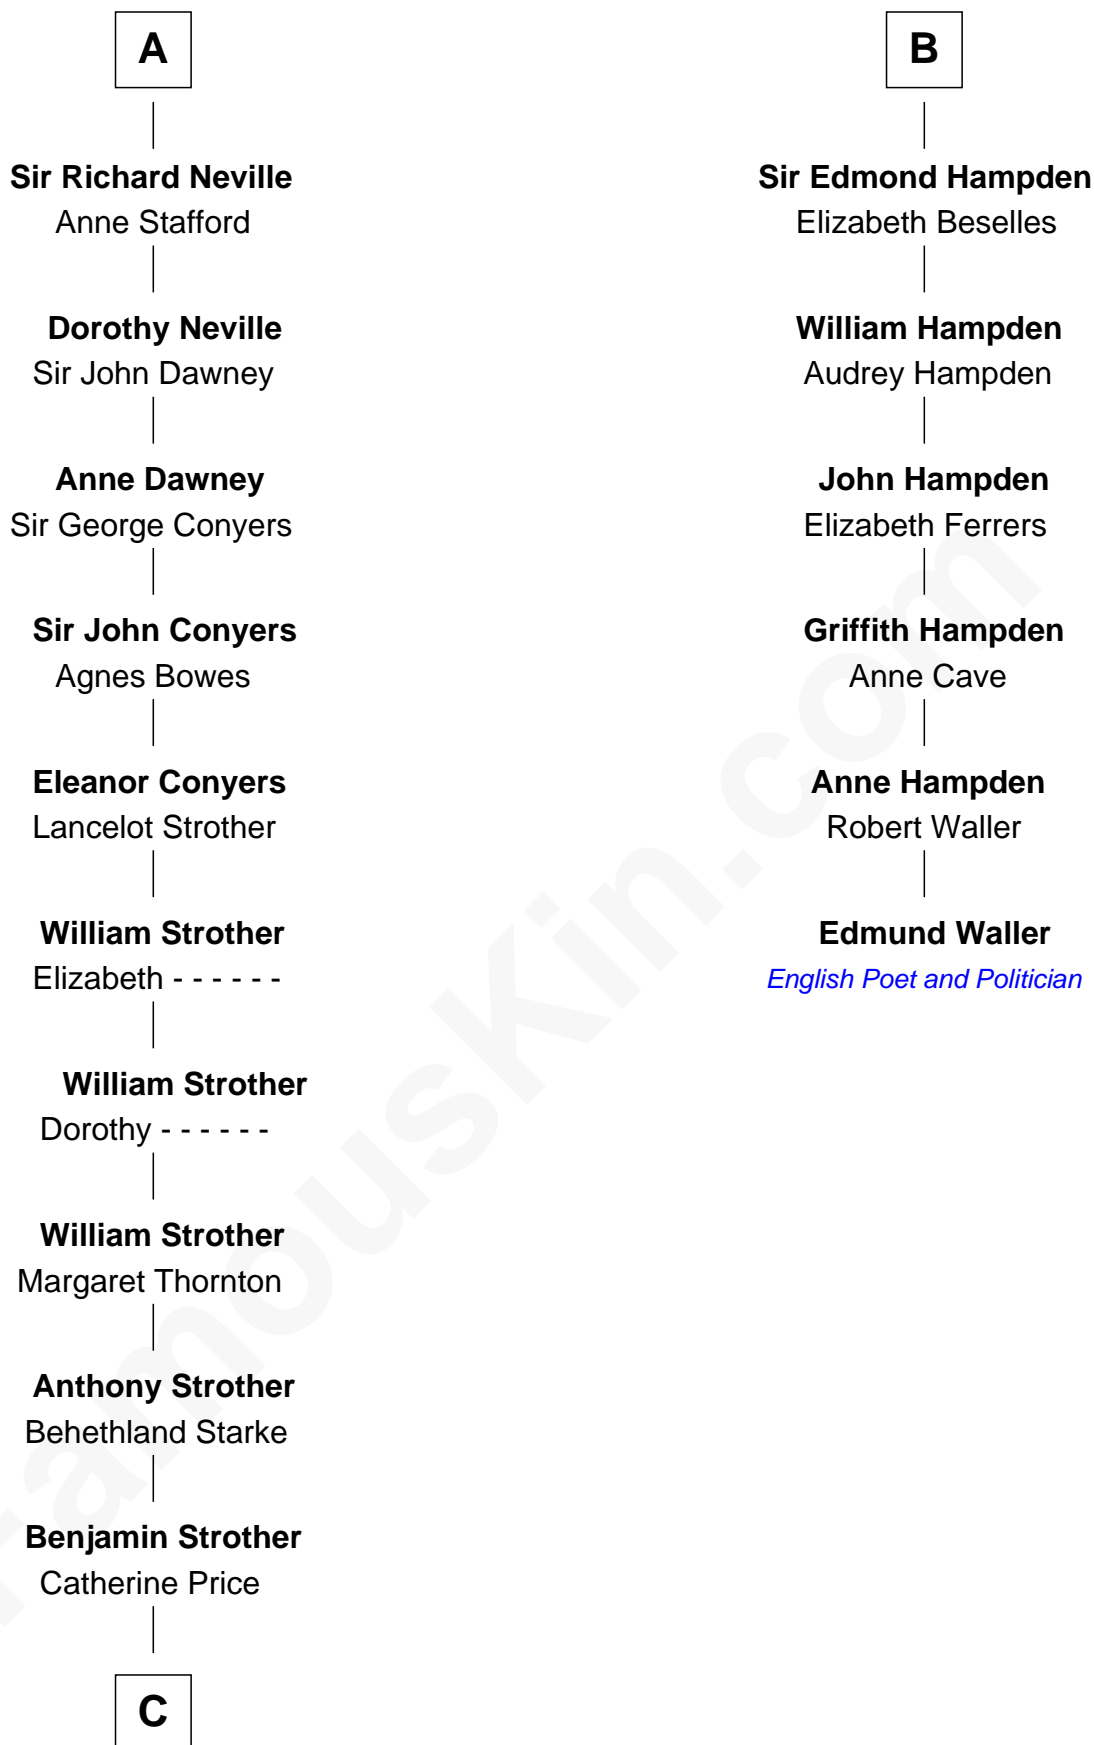 A
Sir Richard Neville
Anne Stafford
Dorothy Neville
Sir John Dawney
Anne Dawney
Sir George Conyers
Sir John Conyers
Agnes Bowes
Eleanor Conyers
Lancelot Strother
William Strother
Elizabeth - - - - - -
William Strother
Dorothy - - - - - -
William Strother
Margaret Thornton
Anthony Strother
Behethland Starke
Benjamin Strother
Catherine Price
C
B
Sir Edmond Hampden
Elizabeth Beselles
William Hampden
Audrey Hampden
John Hampden
Elizabeth Ferrers
Griffith Hampden
Anne Cave
Anne Hampden
Robert Waller
Edmund Waller
English Poet and Politician
FamousKin.com